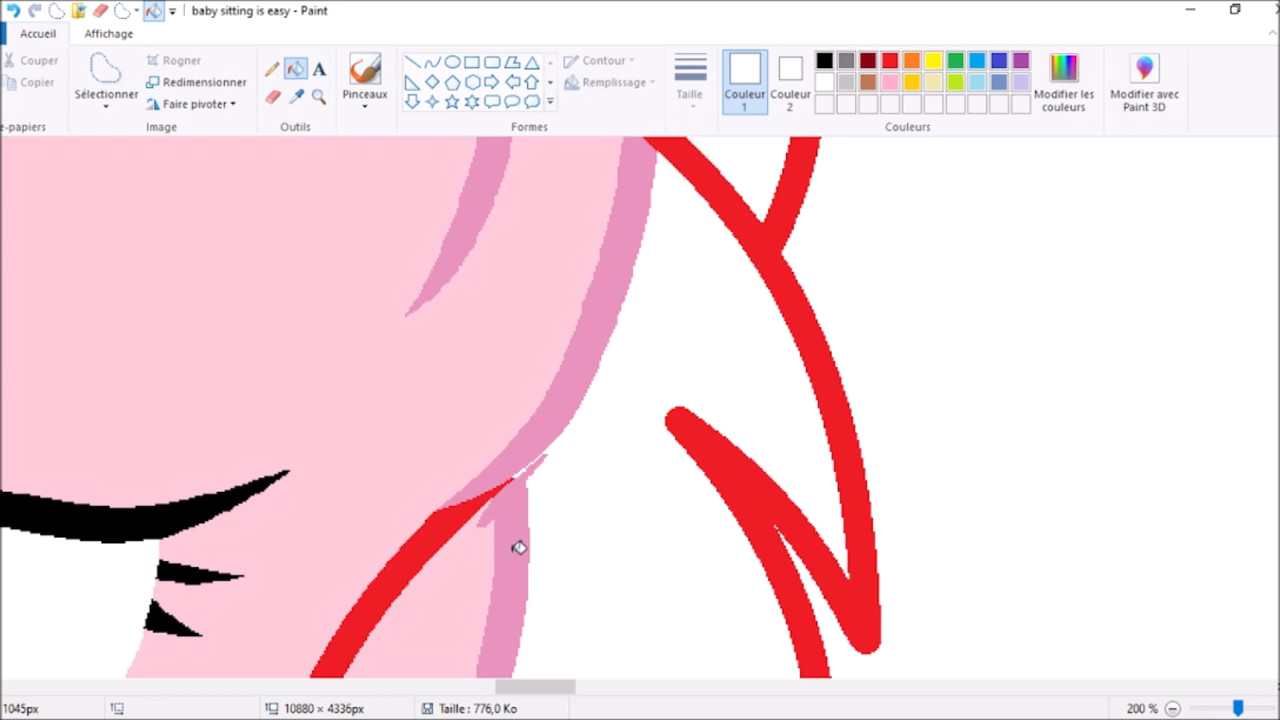 baby sitting is easy - Paint
Accueil
Affichage
Couper
Copier
e-papiers
Sélectionner
Rogner
Redimensionner
Faire pivoter
Image
A
Outils
Pinceaux
Contour
Remplissage
Formes
Taille
Couleur 1
Couleur 2
Couleurs
Modifier les couleurs
Modifier avec Paint 3D
1045px
10880 × 4336px
Taille : 776,0 Ko
200 %